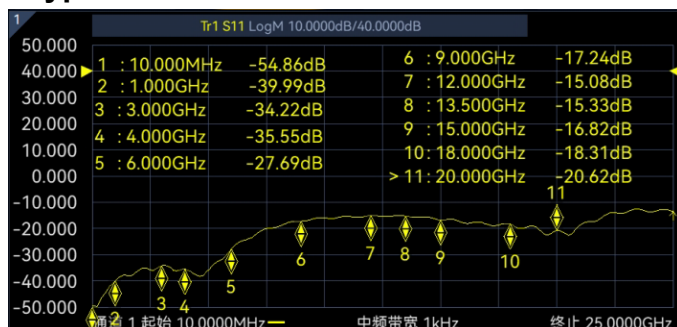 1
Tr1 S11 LogM 10.0000dB/40.0000dB
50.000
40.000
30.000
20.000
10.000
0.000
-10.000
-20.000
-30.000
-40.000
-50.000
1 : 10.000MHz -54.86dB
2 : 1.000GHz -39.99dB
3 : 3.000GHz -34.22dB
4 : 4.000GHz -35.55dB
5 : 6.000GHz -27.69dB
6 : 9.000GHz -17.24dB
7 : 12.000GHz -15.08dB
8 : 13.500GHz -15.33dB
9 : 15.000GHz -16.82dB
10: 18.000GHz -18.31dB
> 11: 20.000GHz -20.62dB
11
2
3
4
5
6
7
8
9
10
通道 1 起始 10.0000MHz 中频带宽 1kHz 终止 25.0000GHz